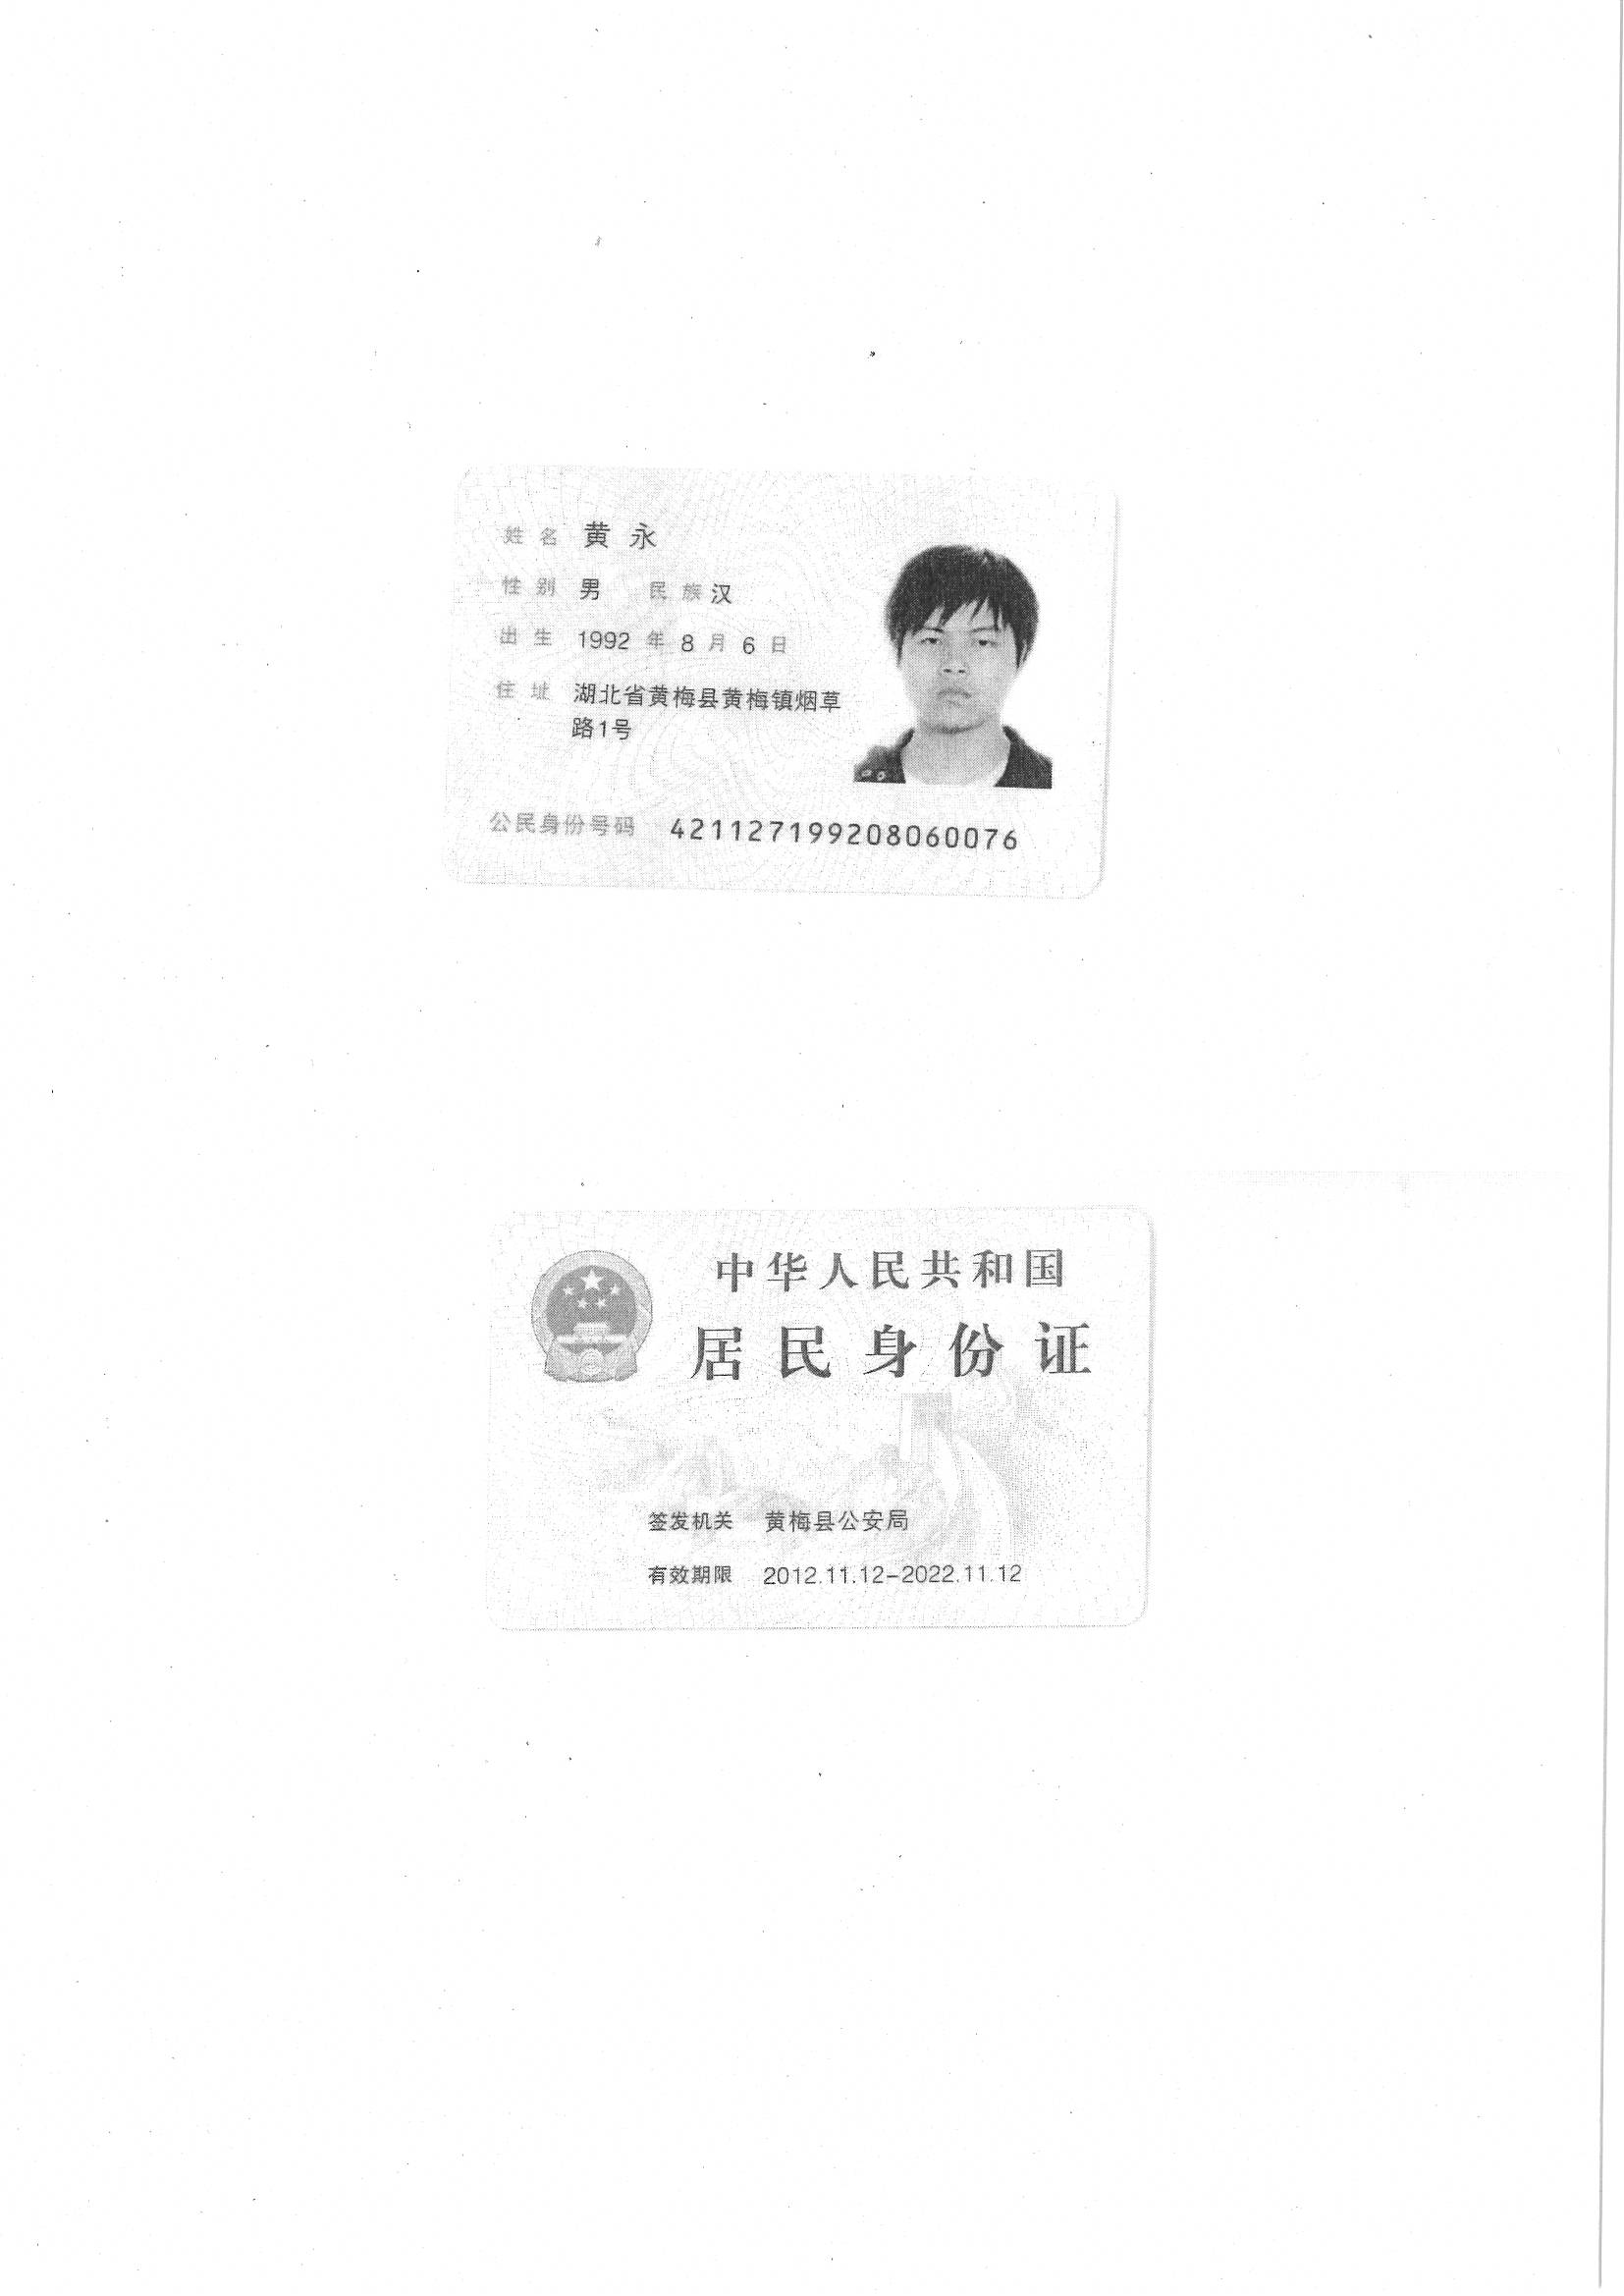 姓名 黄永
性别 男 民族 汉
出生 1992 年 8 月 6 日
住址 湖北省黄梅县黄梅镇烟草
路1号
公民身份号码 421127199208060076
中华人民共和国
居民身份证
签发机关 黄梅县公安局
有效期限 2012.11.12-2022.11.12